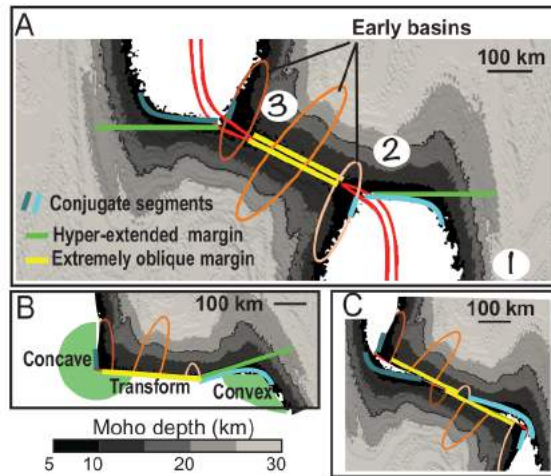 A
Early basins
100 km
3
2
Conjugate segments
Hyper-extended margin
Extremely oblique margin
1
B
100 km
Concave
Transform
Convex
C
100 km
Moho depth (km)
5 10 20 30